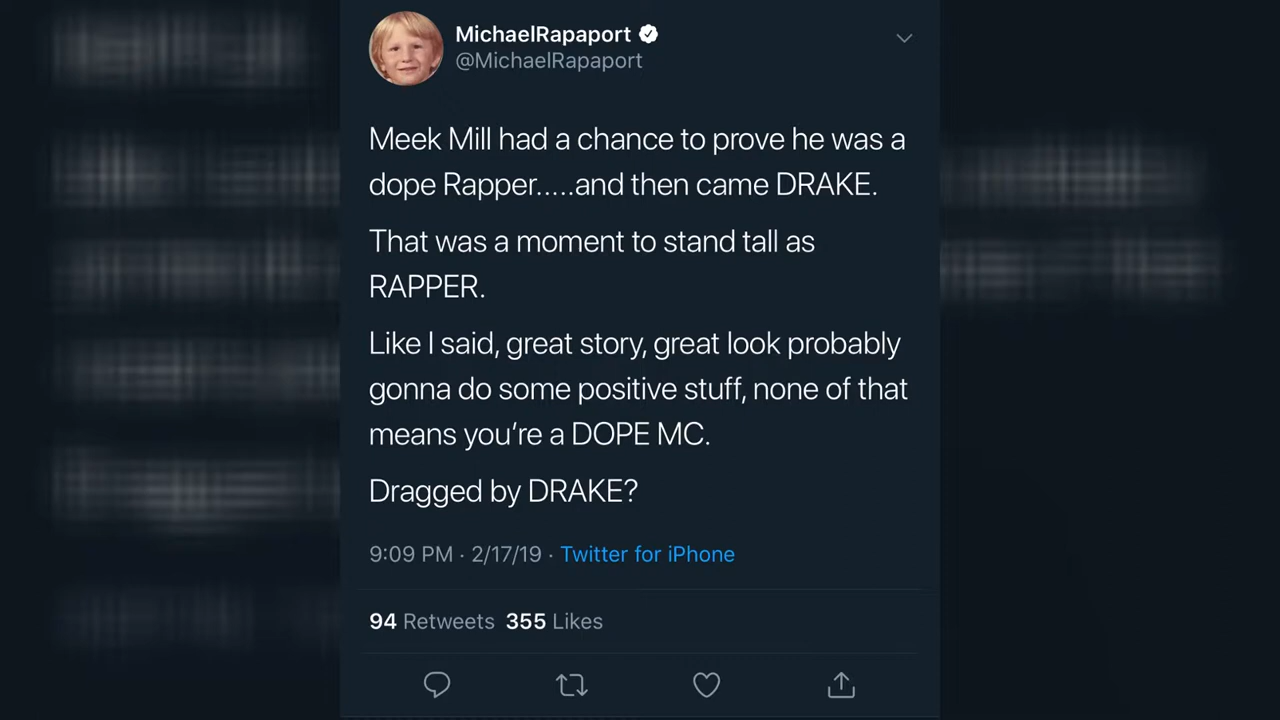 MichaelRapaport
@MichaelRapaport
Meek Mill had a chance to prove he was a
dope Rapper.....and then came DRAKE.
That was a moment to stand tall as
RAPPER.
Like I said, great story, great look probably
gonna do some positive stuff, none of that
means you're a DOPE MC.
Dragged by DRAKE?
9:09 PM · 2/17/19 · Twitter for iPhone
94 Retweets 355 Likes